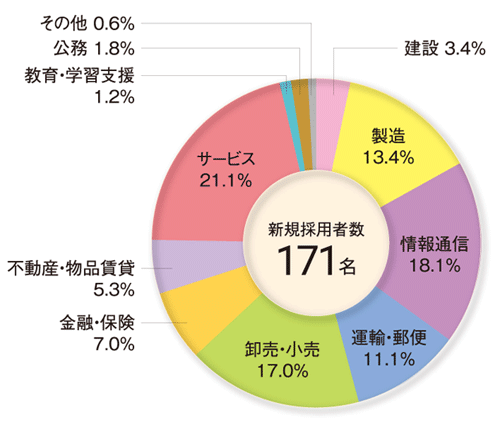 その他 0.6%
公務 1.8%
教育・学習支援
1.2%
建設 3.4%
製造
13.4%
サービス
21.1%
新規採用者数
171名
情報通信
18.1%
不動産・物品賃貸
5.3%
金融・保険
7.0%
卸売・小売
17.0%
運輸・郵便
11.1%